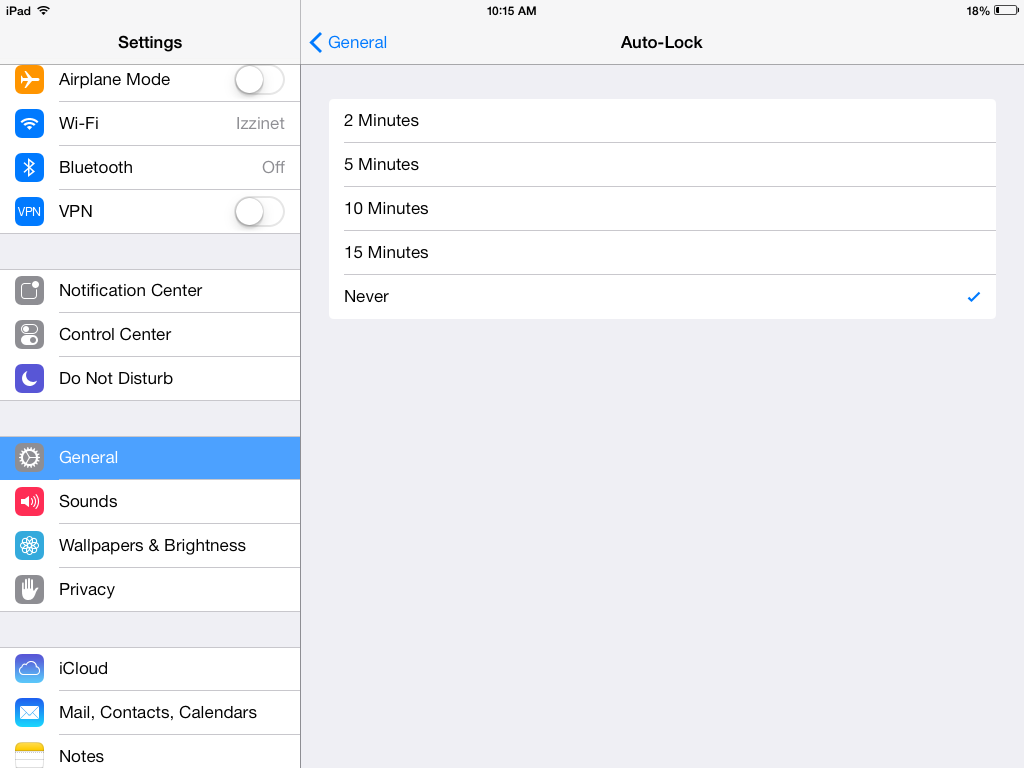 iPad
10:15 AM
18%
Settings
General
Auto-Lock
Airplane Mode
Wi-Fi
Izzinet
Bluetooth
Off
VPN
VPN
Notification Center
Control Center
Do Not Disturb
General
Sounds
Wallpapers & Brightness
Privacy
iCloud
Mail, Contacts, Calendars
Notes
2 Minutes
5 Minutes
10 Minutes
15 Minutes
Never